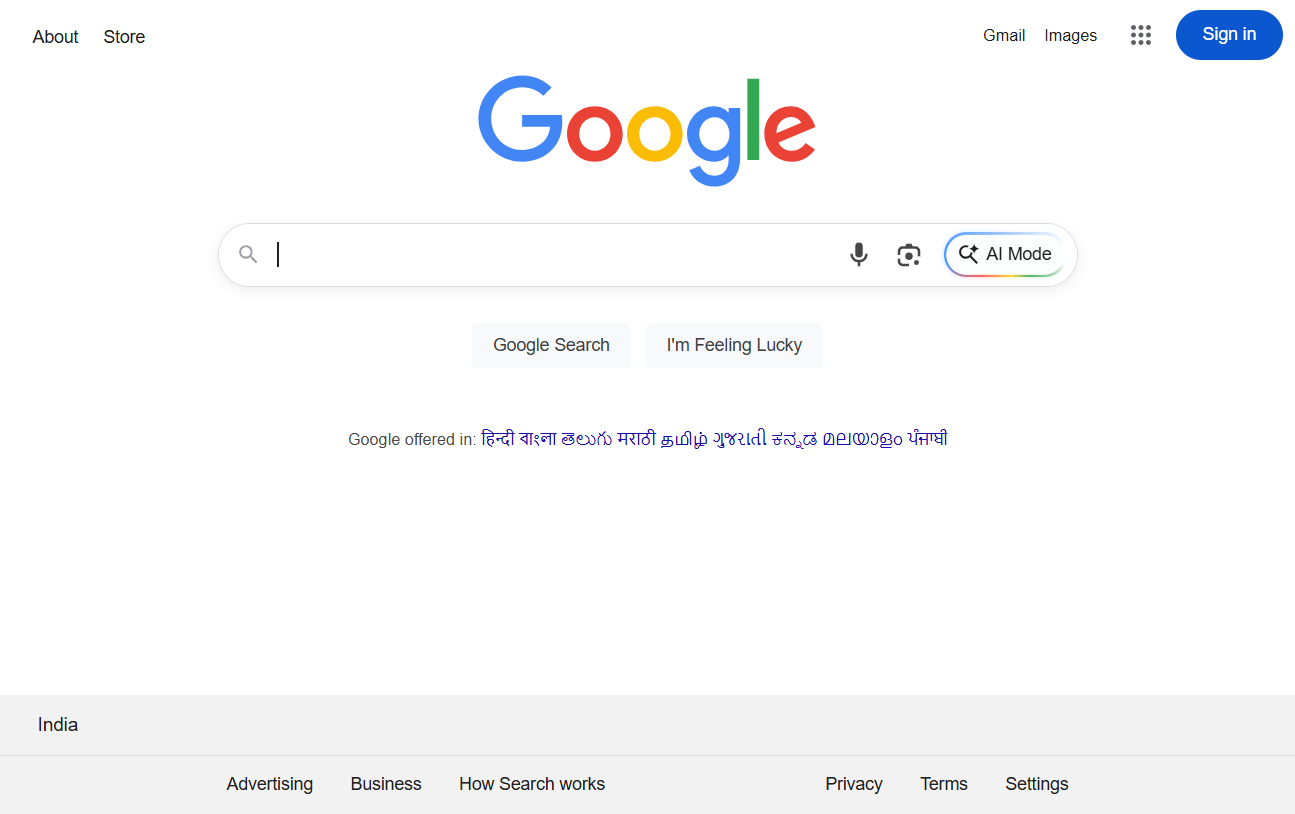 About Store Gmail Images Sign in
Google
AI Mode
Google Search I'm Feeling Lucky
Google offered in: हिन्दी বাংলা తెలుగు मराठी தமிழ் ગુજરાતી ಕನ್ನಡ മലയാളം ਪੰਜਾਬੀ
India
Advertising Business How Search works Privacy Terms Settings